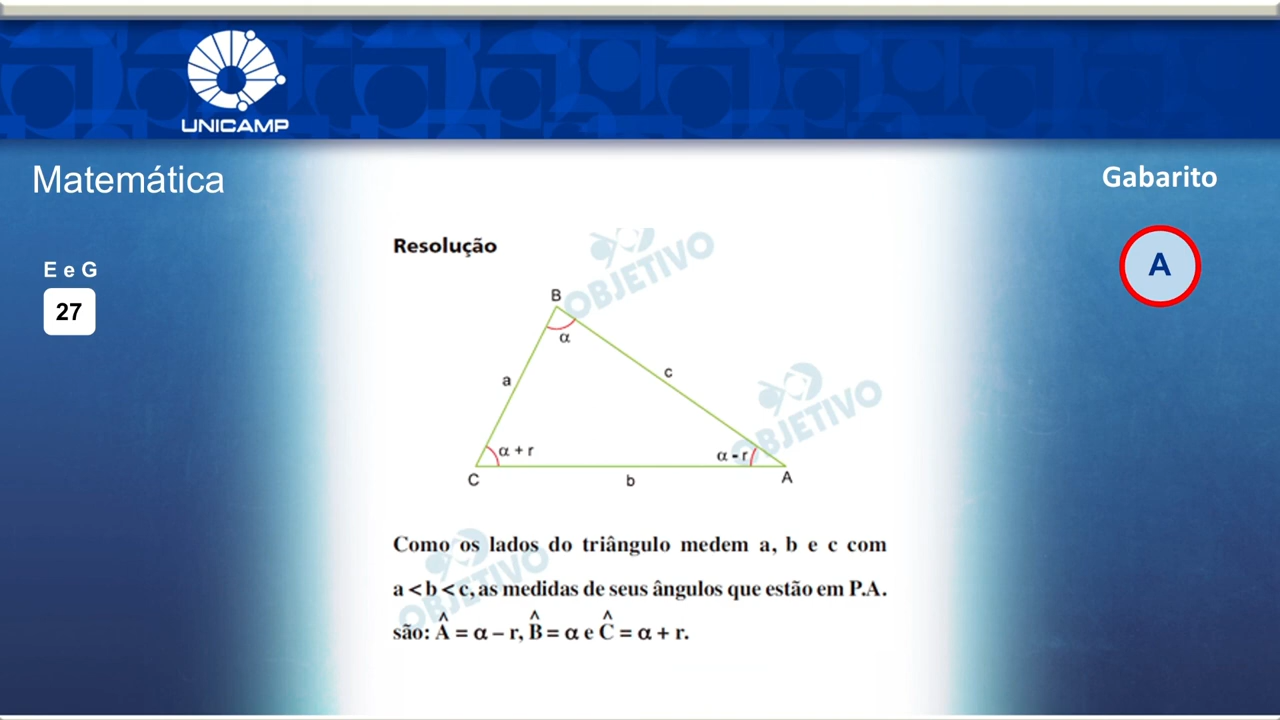 UNICAMP
Matemática
Gabarito
E e G
27
A
Resolução
OBJETIVO
B
α
a
c
OBJETIVO
α + r
α - r
C
b
A
OBJETIVO
Como os lados do triângulo medem a, b e c com
a < b < c, as medidas de seus ângulos que estão em P.A.
são: Â = α – r, B̂ = α e Ĉ = α + r.